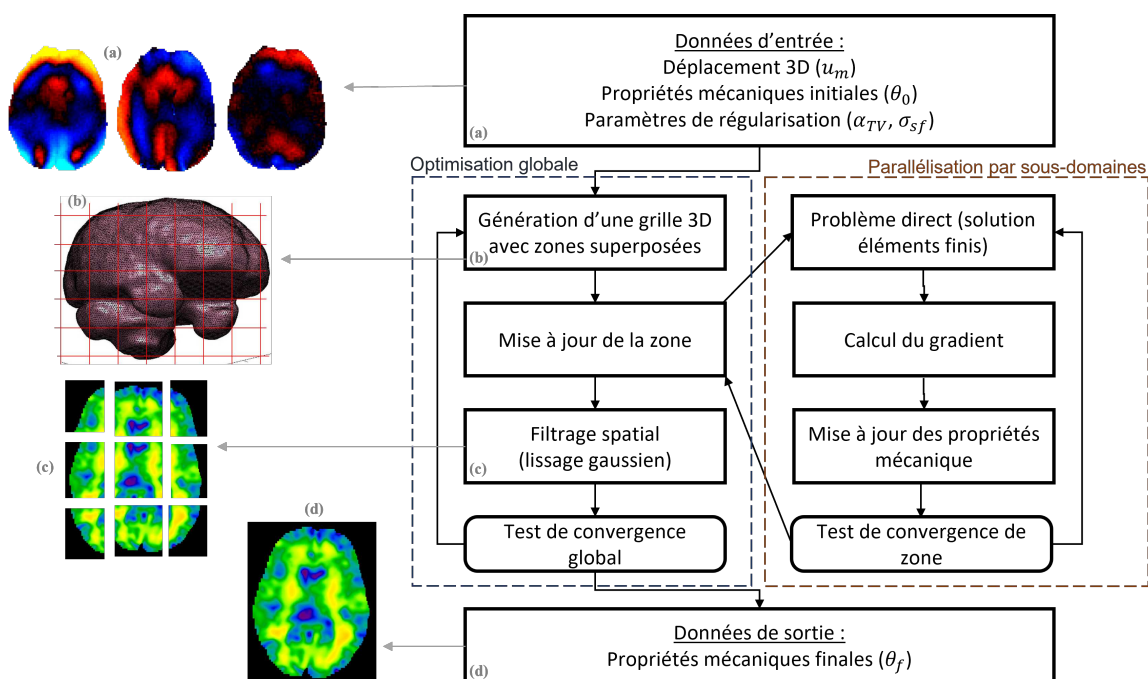 Données d'entrée :
Déplacement 3D (𝑢ₘ)
Propriétés mécaniques initiales (θ₀)
Paramètres de régularisation (α_TV, σ_sf)
(a)
(a)
Optimisation globale
Parallélisation par sous-domaines
(b)
Génération d'une grille 3D
avec zones superposées
(b)
Problème direct (solution
éléments finis)
Mise à jour de la zone
Calcul du gradient
Filtrage spatial
(lissage gaussien)
(c)
(c)
Mise à jour des propriétés
mécanique
Test de convergence
global
Test de convergence de
zone
(d)
Données de sortie :
Propriétés mécaniques finales (θ_f)
(d)